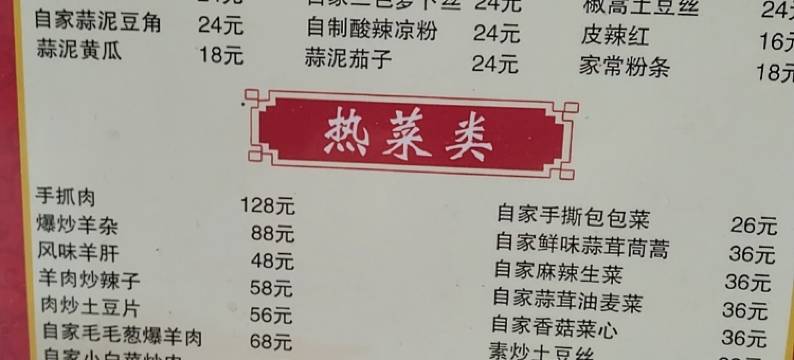 自家蒜泥豆角 24元
自制酸辣凉粉 24元
皮辣红 16元
蒜泥黄瓜 18元
蒜泥茄子 24元
家常粉条 18元
热菜类
手抓肉 128元
爆炒羊杂 88元
风味羊肝 48元
羊肉炒辣子 58元
肉炒土豆片 56元
自家毛毛葱爆羊肉 68元
自家手撕包包菜 26元
自家鲜味蒜茸茼蒿 36元
自家麻辣生菜 36元
自家蒜茸油麦菜 36元
自家香菇菜心 36元
素炒土豆丝